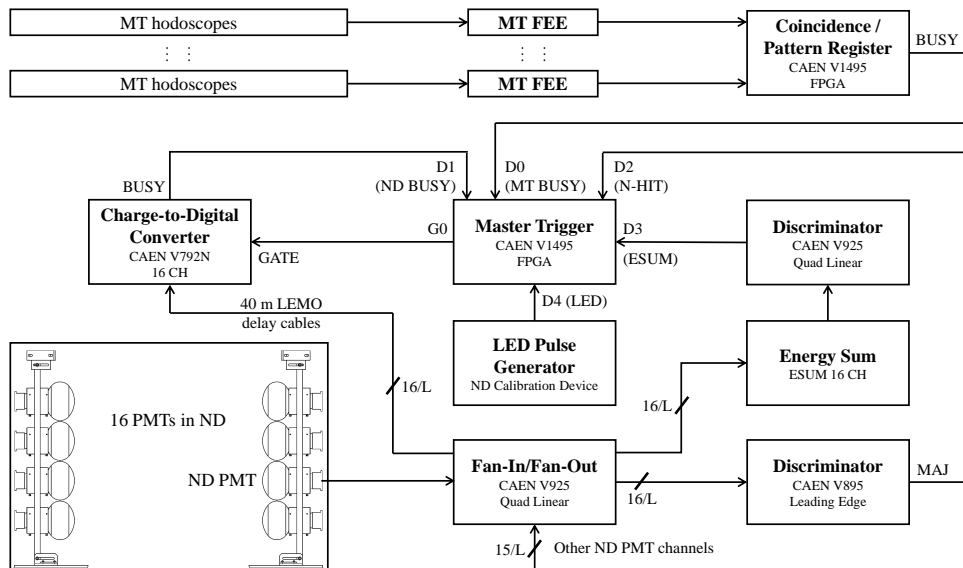 MT hodoscopes
MT FEE
MT hodoscopes
MT FEE
Coincidence /
Pattern Register
CAEN V1495
FPGA
BUSY
BUSY
D1
(ND BUSY)
D0
(MT BUSY)
D2
(N-HIT)
Charge-to-Digital
Converter
CAEN V792N
16 CH
GATE
G0
Master Trigger
CAEN V1495
FPGA
D3
(ESUM)
Discriminator
CAEN V925
Quad Linear
40 m LEMO
delay cables
D4 (LED)
LED Pulse
Generator
ND Calibration Device
Energy Sum
ESUM 16 CH
16/L
16/L
16 PMTs in ND
ND PMT
Fan-In/Fan-Out
CAEN V925
Quad Linear
16/L
Discriminator
CAEN V895
Leading Edge
MAJ
15/L
Other ND PMT channels